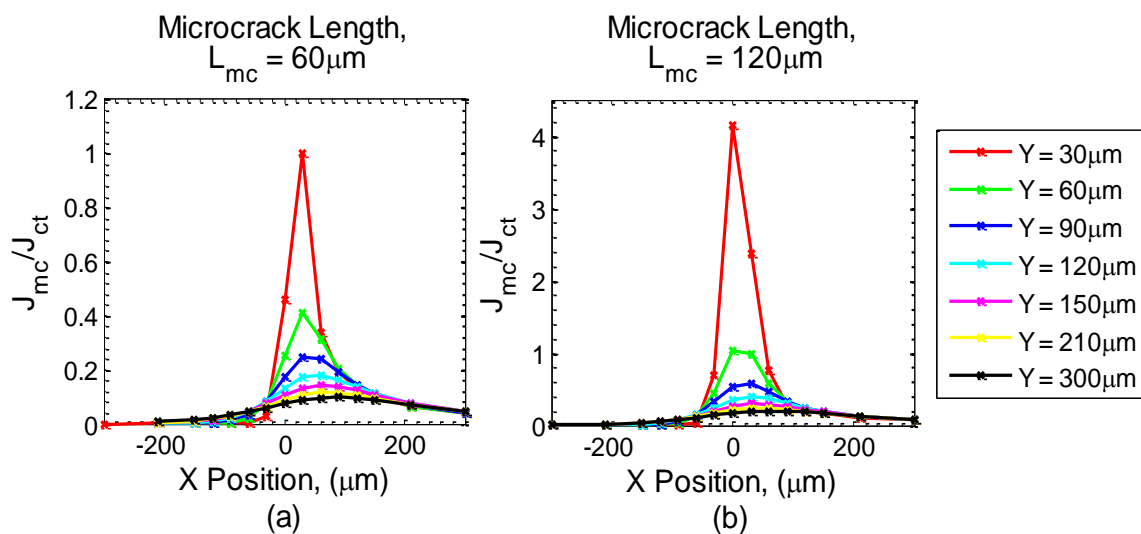 Microcrack Length,
L_mc = 60μm
Microcrack Length,
L_mc = 120μm
1.2
1
0.8
0.6
0.4
0.2
0
J_mc/J_ct
-200
0
200
X Position, (μm)
(a)
4
3
2
1
0
J_mc/J_ct
-200
0
200
X Position, (μm)
(b)
Y = 30μm
Y = 60μm
Y = 90μm
Y = 120μm
Y = 150μm
Y = 210μm
Y = 300μm